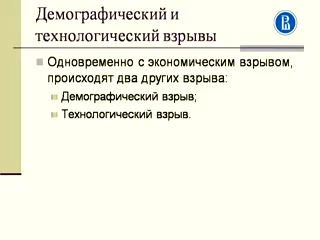 Демографический и
технологический взрывы
Одновременно с экономическим взрывом,
происходят два других взрыва:
Демографический взрыв;
Технологический взрыв.